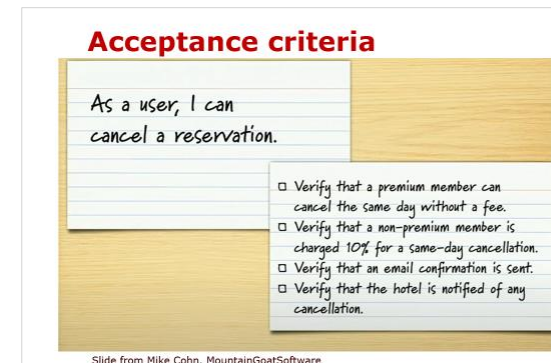 Acceptance criteria
As a user, I can
cancel a reservation.
Verify that a premium member can
cancel the same day without a fee.
Verify that a non-premium member is
charged 10% for a same-day cancellation.
Verify that an email confirmation is sent.
Verify that the hotel is notified of any
cancellation.
Slide from Mike Cohn, MountainGoatSoftware